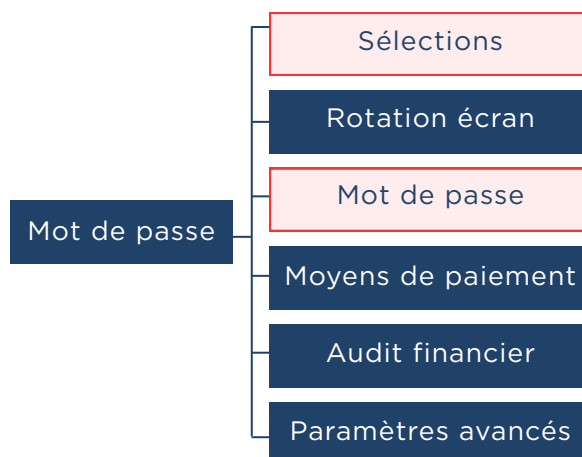 Sélections
Rotation écran
Mot de passe
Mot de passe
Moyens de paiement
Audit financier
Paramètres avancés